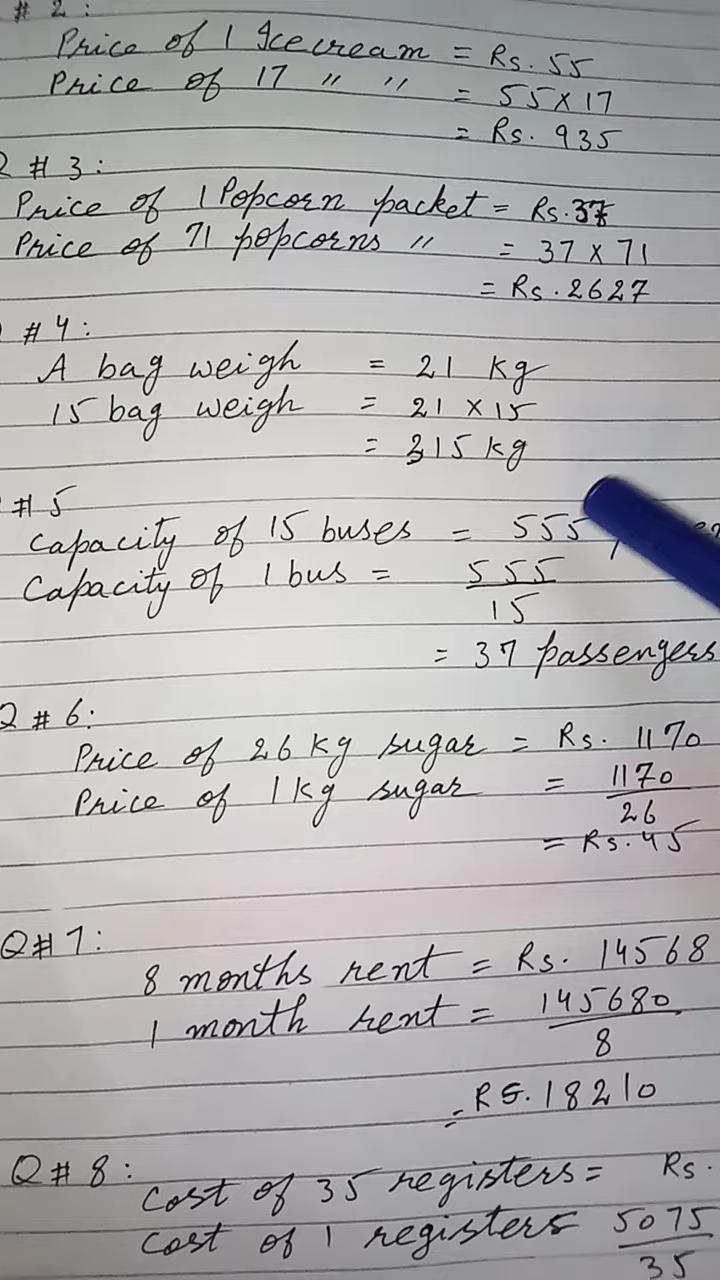 # 2:
Price of 1 Icecream = Rs. 55
Price of 17 〃 〃 = 55 × 17
= Rs. 935
Q # 3:
Price of 1 Popcorn packet = Rs. 37
Price of 71 popcorns 〃 = 37 × 71
= Rs. 2627
# 4:
A bag weigh = 21 kg
15 bag weigh = 21 × 15
= 315 kg
# 5
Capacity of 15 buses = 555
Capacity of 1 bus = 555
15
= 37 passengers
Q # 6:
Price of 26 kg sugar = Rs. 1170
Price of 1 kg sugar = 1170
26
= Rs. 45
Q # 7:
8 months rent = Rs. 14568
1 month rent = 145680
8
= RS. 18210
Q # 8:
Cost of 35 registers = Rs.
Cost of 1 registers 5075
35